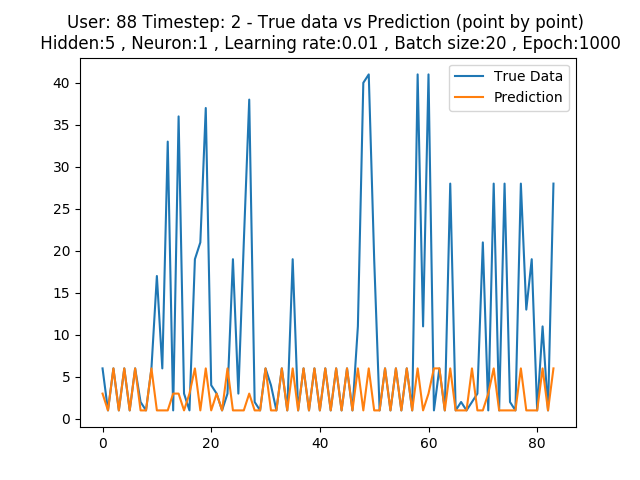 User: 88 Timestep: 2 - True data vs Prediction (point by point)
Hidden:5 , Neuron:1 , Learning rate:0.01 , Batch size:20 , Epoch:1000
True Data
Prediction
40
35
30
25
20
15
10
5
0
0 20 40 60 80